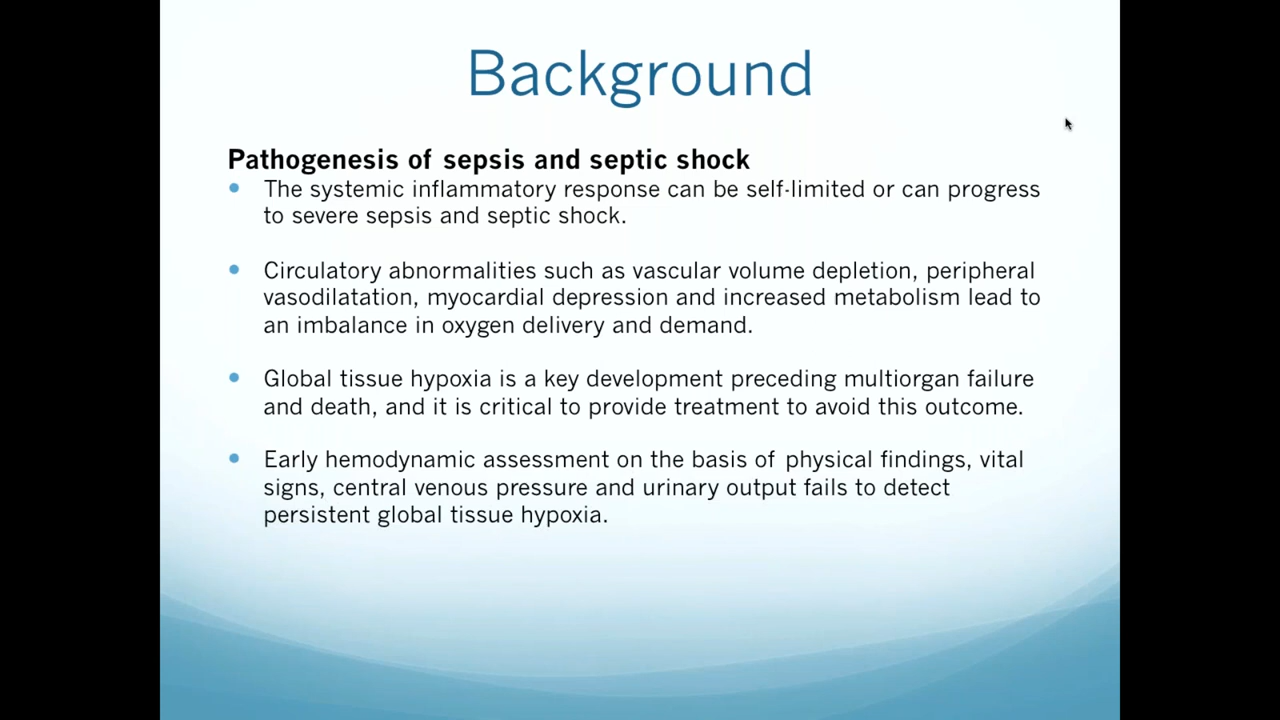 Background
Pathogenesis of sepsis and septic shock
• The systemic inflammatory response can be self-limited or can progress
to severe sepsis and septic shock.
• Circulatory abnormalities such as vascular volume depletion, peripheral
vasodilatation, myocardial depression and increased metabolism lead to
an imbalance in oxygen delivery and demand.
• Global tissue hypoxia is a key development preceding multiorgan failure
and death, and it is critical to provide treatment to avoid this outcome.
• Early hemodynamic assessment on the basis of physical findings, vital
signs, central venous pressure and urinary output fails to detect
persistent global tissue hypoxia.